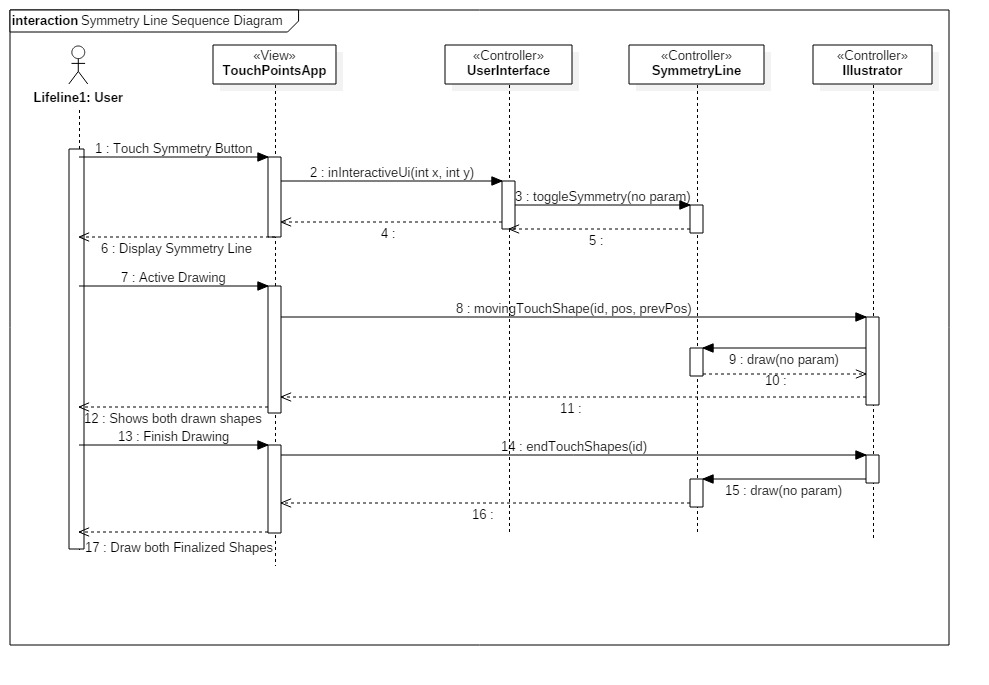 interaction Symmetry Line Sequence Diagram
«View»
TouchPointsApp
«Controller»
UserInterface
«Controller»
SymmetryLine
«Controller»
Illustrator
Lifeline1: User
1 : Touch Symmetry Button
2 : inInteractiveUi(int x, int y)
3 : toggleSymmetry(no param)
4 :
5 :
6 : Display Symmetry Line
7 : Active Drawing
8 : movingTouchShape(id, pos, prevPos)
9 : draw(no param)
10 :
11 :
12 : Shows both drawn shapes
13 : Finish Drawing
14 : endTouchShapes(id)
15 : draw(no param)
16 :
17 : Draw both Finalized Shapes